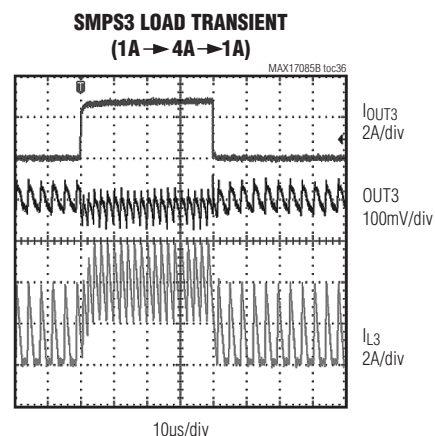 SMPS3 LOAD TRANSIENT
(1A → 4A → 1A)
MAX17085B toc36
T
IOUT3
2A/div
OUT3
100mV/div
IL3
2A/div
10us/div